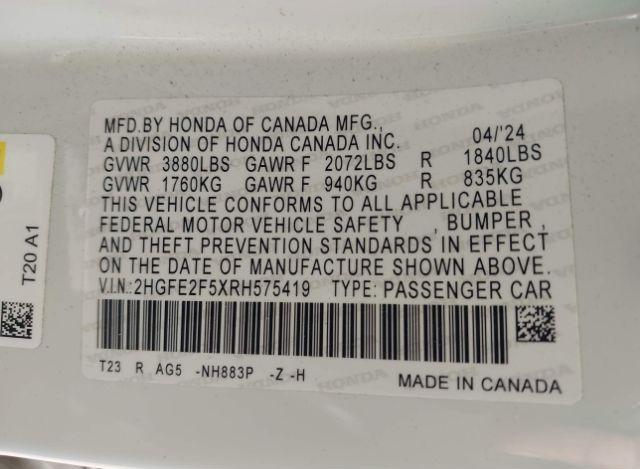 MFD.BY HONDA OF CANADA MFG.,
A DIVISION OF HONDA CANADA INC. 04/'24
GVWR 3880LBS GAWR F 2072LBS R 1840LBS
GVWR 1760KG GAWR F 940KG R 835KG
THIS VEHICLE CONFORMS TO ALL APPLICABLE
FEDERAL MOTOR VEHICLE SAFETY , BUMPER ,
AND THEFT PREVENTION STANDARDS IN EFFECT
ON THE DATE OF MANUFACTURE SHOWN ABOVE.
V.I.N.:2HGFE2F5XRH575419 TYPE: PASSENGER CAR
T23 R AG5 -NH883P -Z -H
MADE IN CANADA
T20 A1